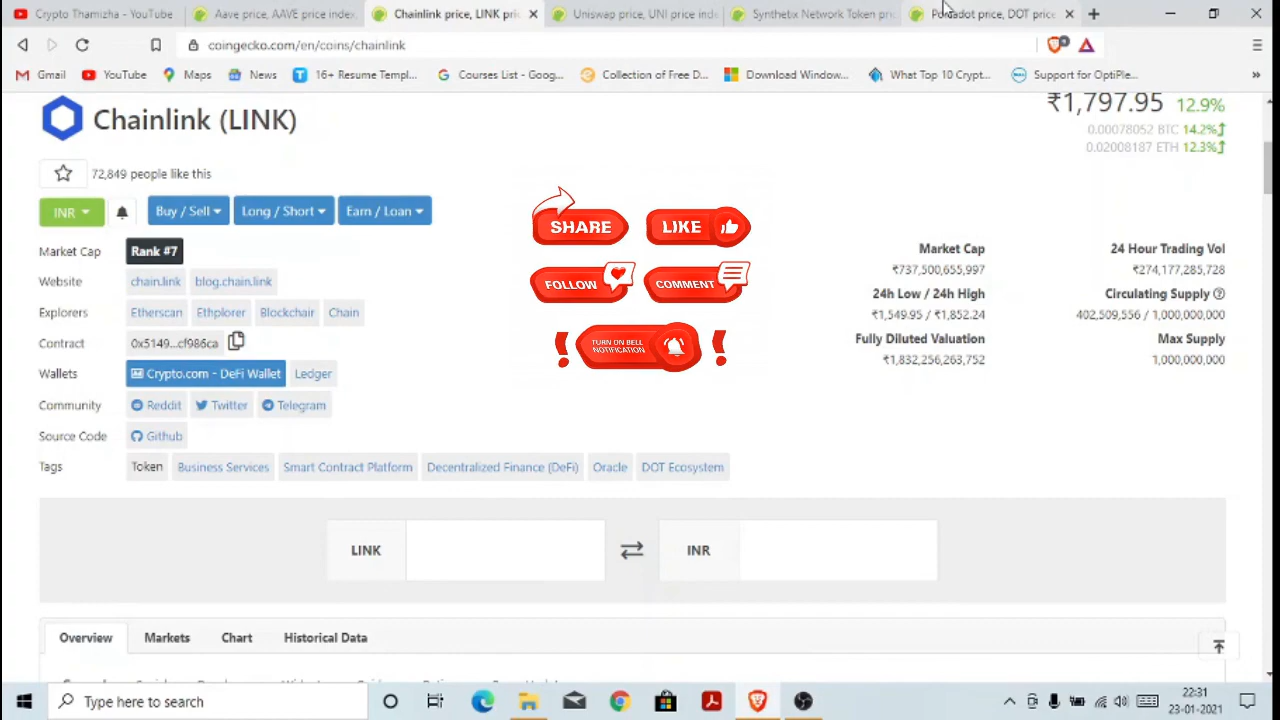 Crypto Thamizha - YouTube
Aave price, AAVE price index,
Chainlink price, LINK pri
Uniswap price, UNI price ind
Synthetix Network Token pri
Polkadot price, DOT price
coingecko.com/en/coins/chainlink
Gmail
YouTube
Maps
News
16+ Resume Templ...
Courses List - Goog...
Collection of Free D...
Download Window...
What Top 10 Crypt...
Support for OptiPle...
Chainlink (LINK)
₹1,797.95 12.9%
0.00078052 BTC 14.2%
0.02008187 ETH 12.3%
72,849 people like this
INR
Buy / Sell
Long / Short
Earn / Loan
SHARE
LIKE
FOLLOW
COMMENT
TURN ON BELL
NOTIFICATION
Market Cap Rank #7
Website chain.link blog.chain.link
Explorers Etherscan Ethplorer Blockchair Chain
Contract 0x5149...cf986ca
Wallets Crypto.com - DeFi Wallet Ledger
Community Reddit Twitter Telegram
Source Code Github
Tags Token Business Services Smart Contract Platform Decentralized Finance (DeFi) Oracle DOT Ecosystem
Market Cap
₹737,500,655,997
24 Hour Trading Vol
₹274,177,285,728
24h Low / 24h High
₹1,549.95 / ₹1,852.24
Circulating Supply
402,509,556 / 1,000,000,000
Fully Diluted Valuation
₹1,832,256,263,752
Max Supply
1,000,000,000
LINK
INR
Overview
Markets
Chart
Historical Data
Type here to search
22:31
23-01-2021